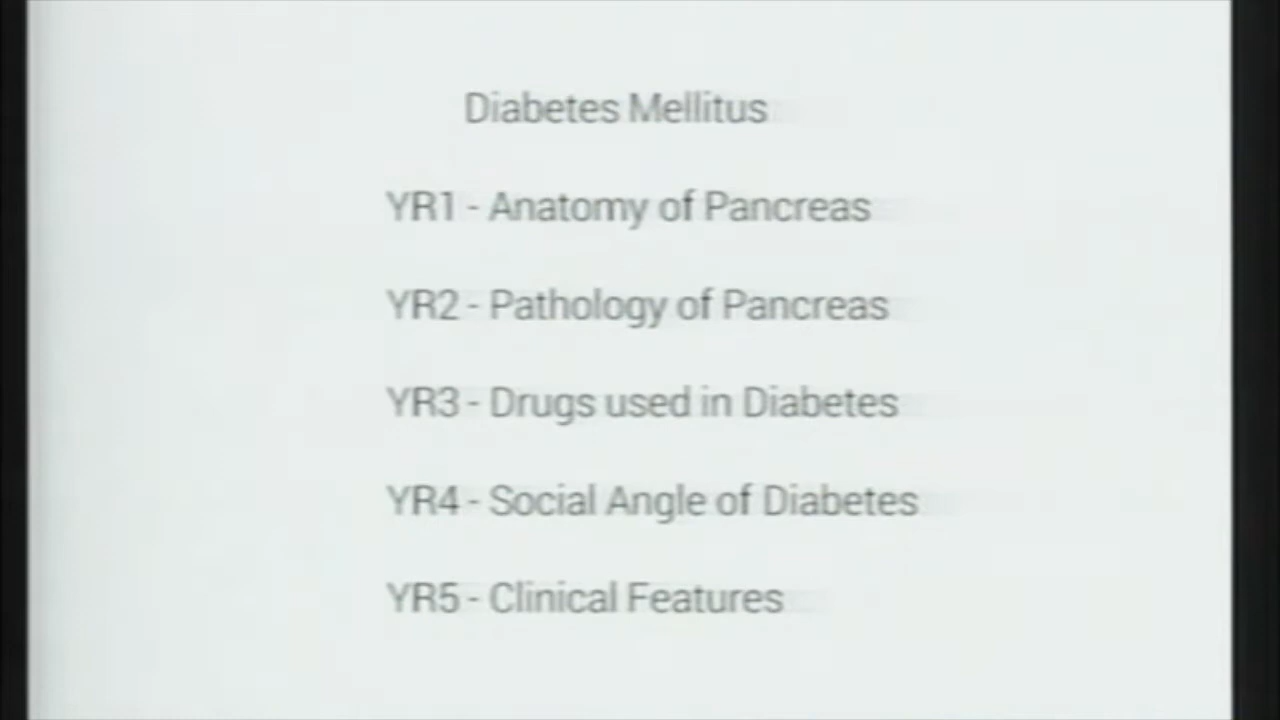 Diabetes Mellitus
YR1 - Anatomy of Pancreas
YR2 - Pathology of Pancreas
YR3 - Drugs used in Diabetes
YR4 - Social Angle of Diabetes
YR5 - Clinical Features